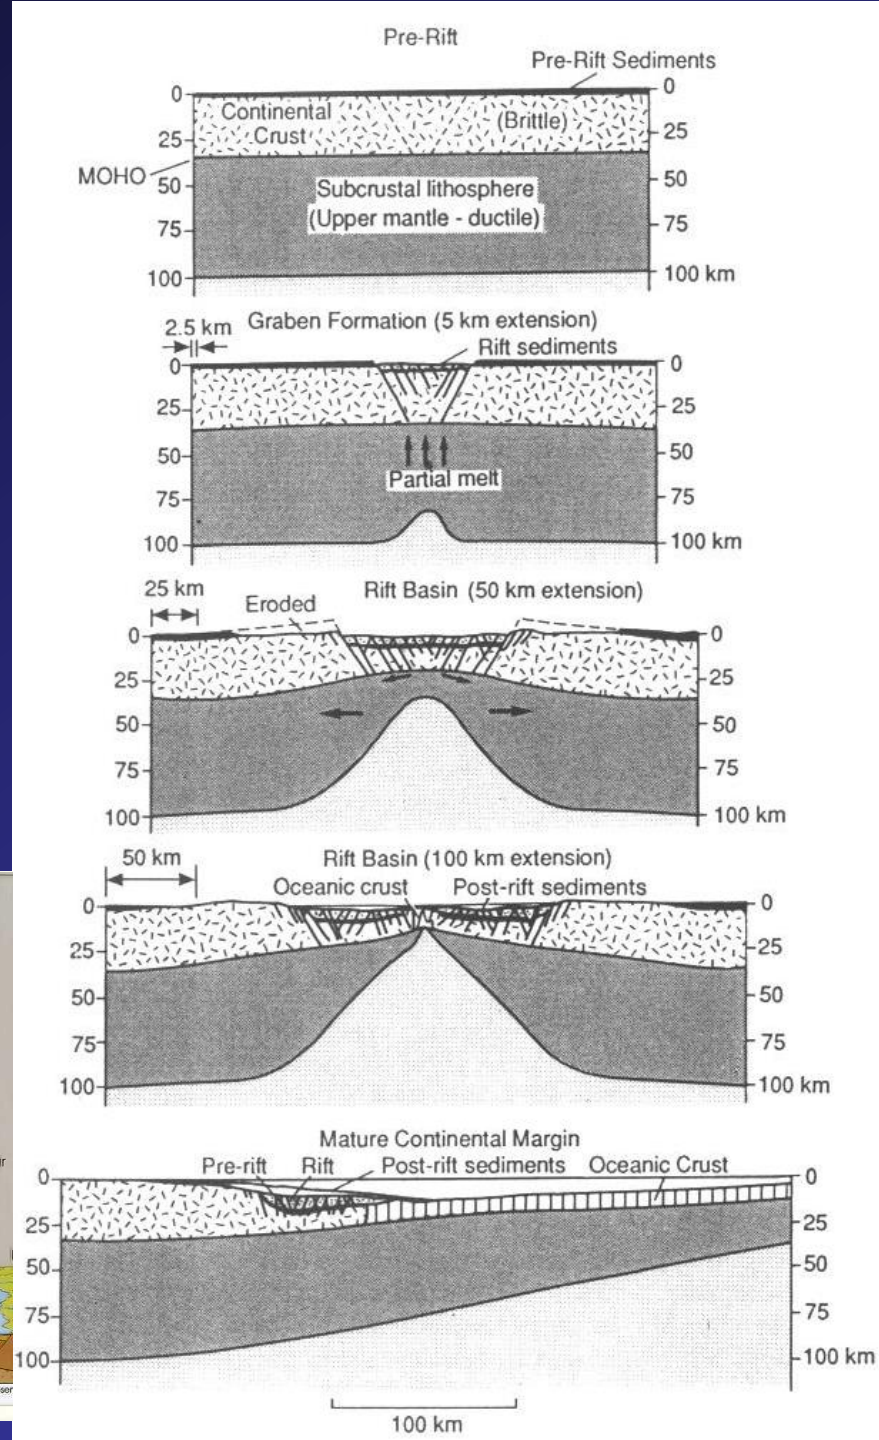 Pre-Rift
Pre-Rift Sediments
0
0
Continental
Crust
(Brittle)
25
25
MOHO
50
50
Subcrustal lithosphere
(Upper mantle - ductile)
75
75
100
100 km
2.5 km
Graben Formation (5 km extension)
Rift sediments
0
0
25
25
50
50
Partial melt
75
75
100
100 km
25 km
Rift Basin (50 km extension)
Eroded
0
0
25
25
50
50
75
75
100
100 km
50 km
Rift Basin (100 km extension)
Oceanic crust
Post-rift sediments
0
0
25
25
50
50
75
75
100
100 km
Mature Continental Margin
Pre-rift
Rift
Post-rift sediments
Oceanic Crust
0
0
25
25
50
50
75
75
100
100 km
100 km